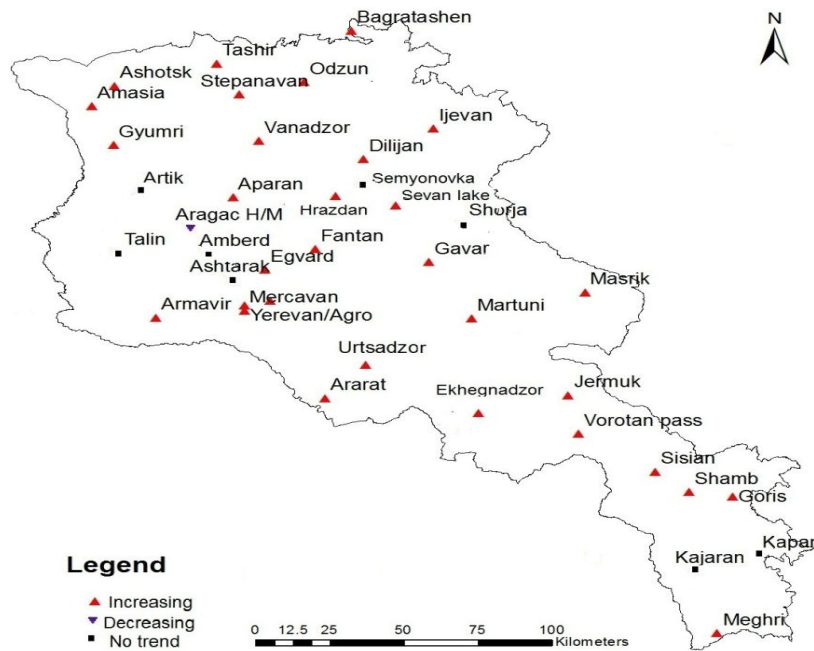 Bagratashen
N
Tashir
Ashotsk
Odzun
Stepanavan
Amasia
Ijevan
Gyumri
Vanadzor
Dilijan
Artik
Semyonovka
Aparan
Sevan lake
Hrazdan
Shorja
Aragac H/M
Fantan
Talin
Amberd
Gavar
Egvard
Ashtarak
Masrik
Armavir
Mercavan
Martuni
Yerevan/Agro
Urtsadzor
Ararat
Ekhegnadzor
Jermuk
Vorotan pass
Sisian
Shamb
Goris
Kapan
Kajaran
Meghri
Legend
Increasing
Decreasing
No trend
0 12.5 25 50 75 100
Kilometers